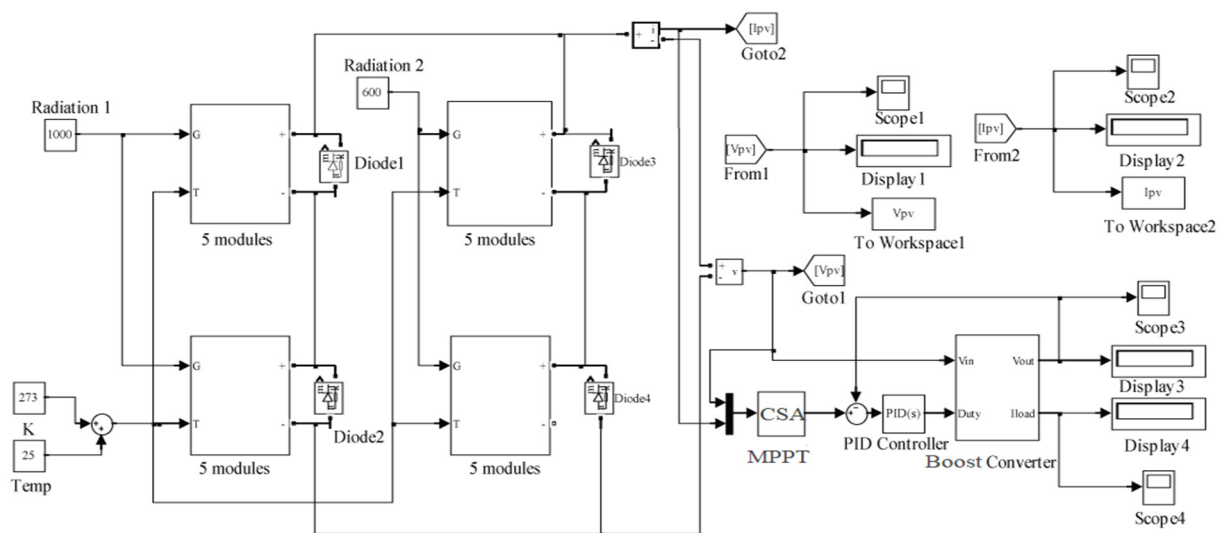 [Ipv]
Goto2
Radiation 2
600
Radiation 1
1000
G
T
+
-
Diode1
5 modules
G
T
+
-
Diode3
5 modules
+
i
-
Scope1
[Vpv]
From1
Display1
Vpv
To Workspace1
Scope2
[Ipv]
From2
Display2
Ipv
To Workspace2
+
-
v
[Vpv]
Goto1
G
T
+
-
Diode2
5 modules
G
T
+
-
Diode4
5 modules
273
K
25
Temp
+
+
CSA
MPPT
+
-
PID(s)
PID Controller
Vin
Vout
Duty
Iload
Boost Converter
Scope3
Display3
Display4
Scope4